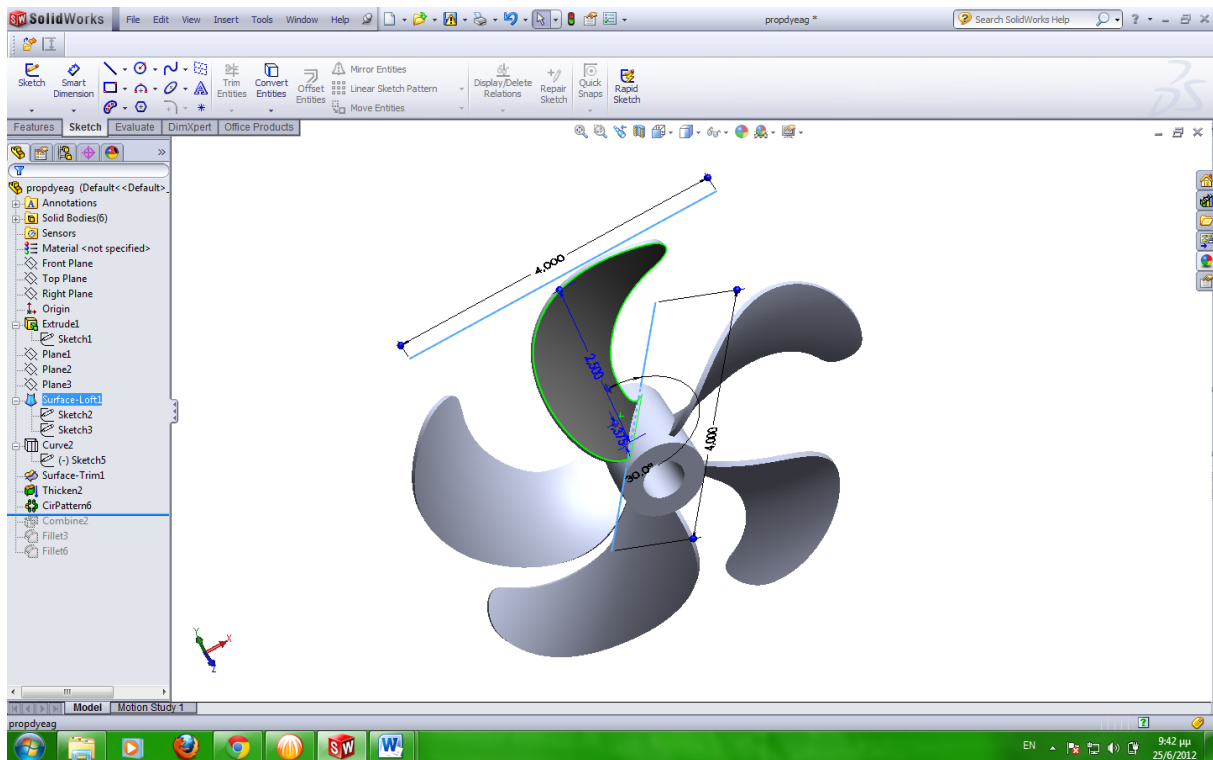 SolidWorks File Edit View Insert Tools Window Help propdyeag * Search SolidWorks Help ?
Sketch Smart Dimension Trim Entities Convert Entities Offset Entities Mirror Entities Display/Delete Relations Repair Sketch Quick Snaps Rapid Sketch
Linear Sketch Pattern
Move Entities
Features Sketch Evaluate DimXpert Office Products
propdyeag (Default<<Default>_
Annotations
Solid Bodies(6)
Sensors
Material <not specified>
Front Plane
Top Plane
Right Plane
Origin
Extrude1
Sketch1
Plane1
Plane2
Plane3
Surface-Loft1
Sketch2
Sketch3
Curve2
(-) Sketch5
Surface-Trim1
Thicken2
CirPattern6
Combine2
Fillet3
Fillet6
4,000
2,500
4,000
30,0°
Y
X
Z
Model Motion Study 1
propdyeag
EN 9:42 μμ
25/6/2012